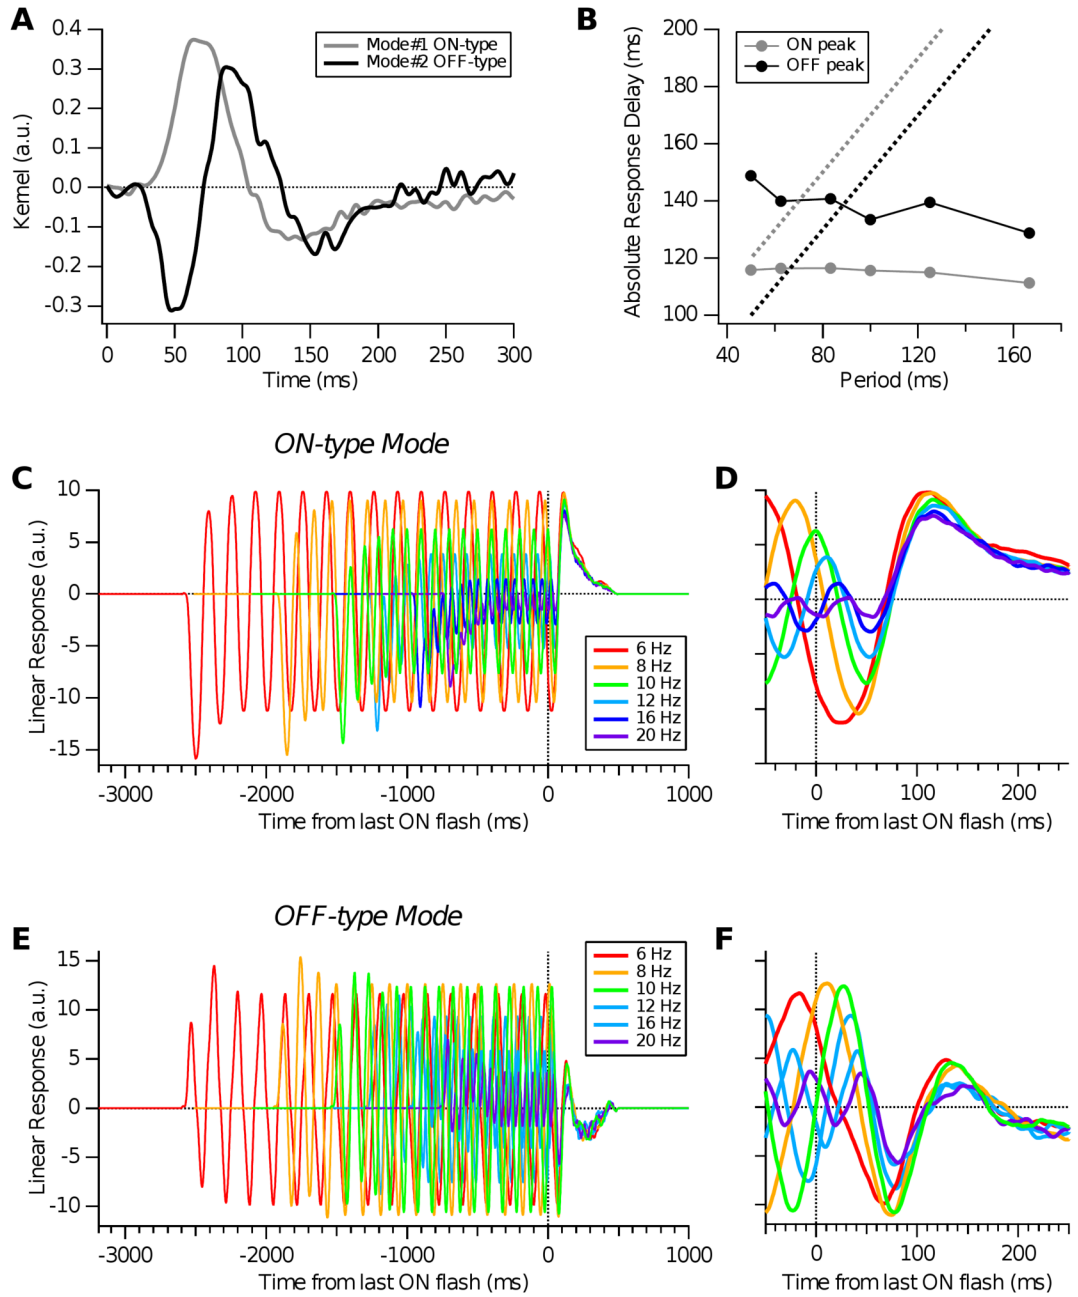 A
0.4
0.3
0.2
0.1
0.0
-0.1
-0.2
-0.3
Kernel (a.u.)
Mode#1 ON-type
Mode#2 OFF-type
0 50 100 150 200 250 300
Time (ms)
B
200
180
160
140
120
100
Absolute Response Delay (ms)
ON peak
OFF peak
40 80 120 160
Period (ms)
ON-type Mode
C
10
5
0
-5
-10
-15
Linear Response (a.u.)
6 Hz
8 Hz
10 Hz
12 Hz
16 Hz
20 Hz
-3000 -2000 -1000 0 1000
Time from last ON flash (ms)
D
0 100 200
Time from last ON flash (ms)
OFF-type Mode
E
15
10
5
0
-5
-10
Linear Response (a.u.)
6 Hz
8 Hz
10 Hz
12 Hz
16 Hz
20 Hz
-3000 -2000 -1000 0 1000
Time from last ON flash (ms)
F
0 100 200
Time from last ON flash (ms)